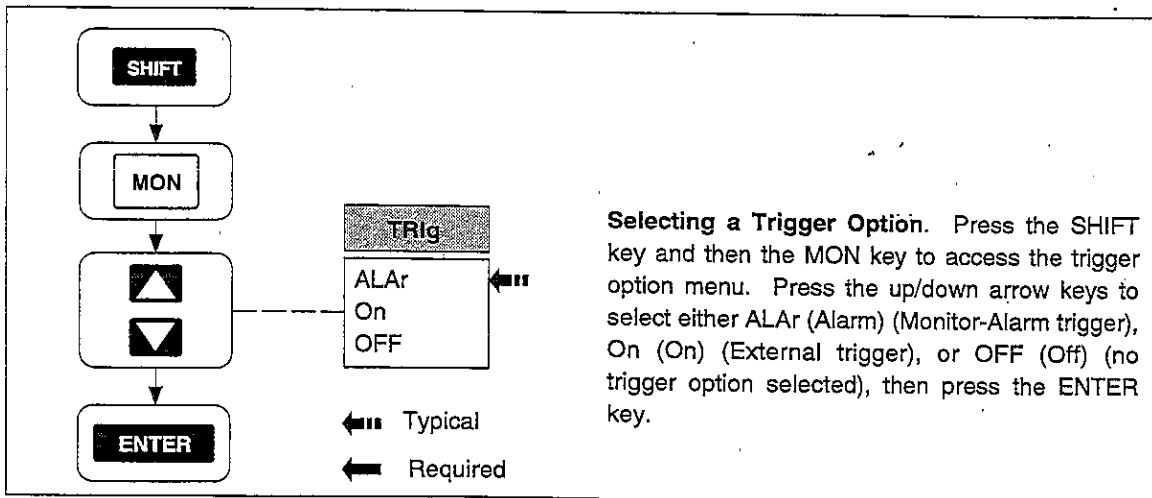 SHIFT
MON
TRIg
ALAr
On
OFF
ENTER
Typical
Required
Selecting a Trigger Option. Press the SHIFT
key and then the MON key to access the trigger
option menu. Press the up/down arrow keys to
select either ALAr (Alarm) (Monitor-Alarm trigger),
On (On) (External trigger), or OFF (Off) (no
trigger option selected), then press the ENTER
key.